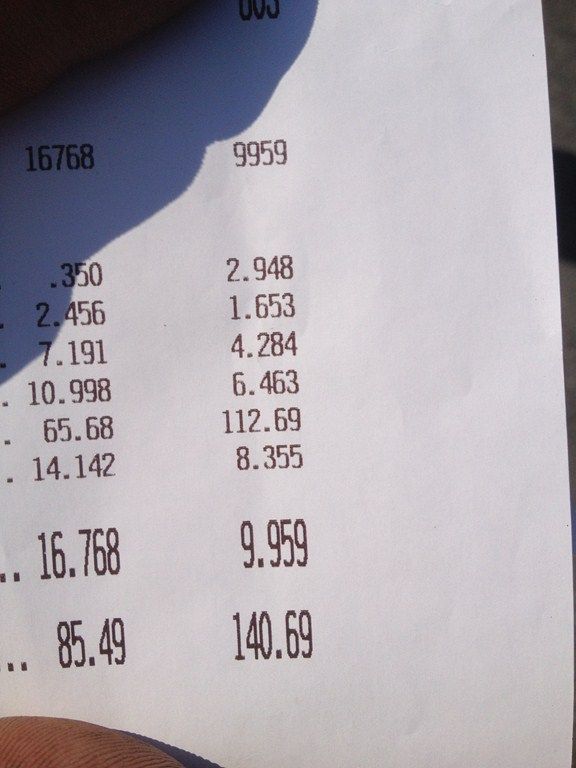 003
16768 9959
. .350 2.948
. 2.456 1.653
. 7.191 4.284
. 10.998 6.463
. 65.68 112.69
. 14.142 8.355
.. 16.768 9.959
... 85.49 140.69